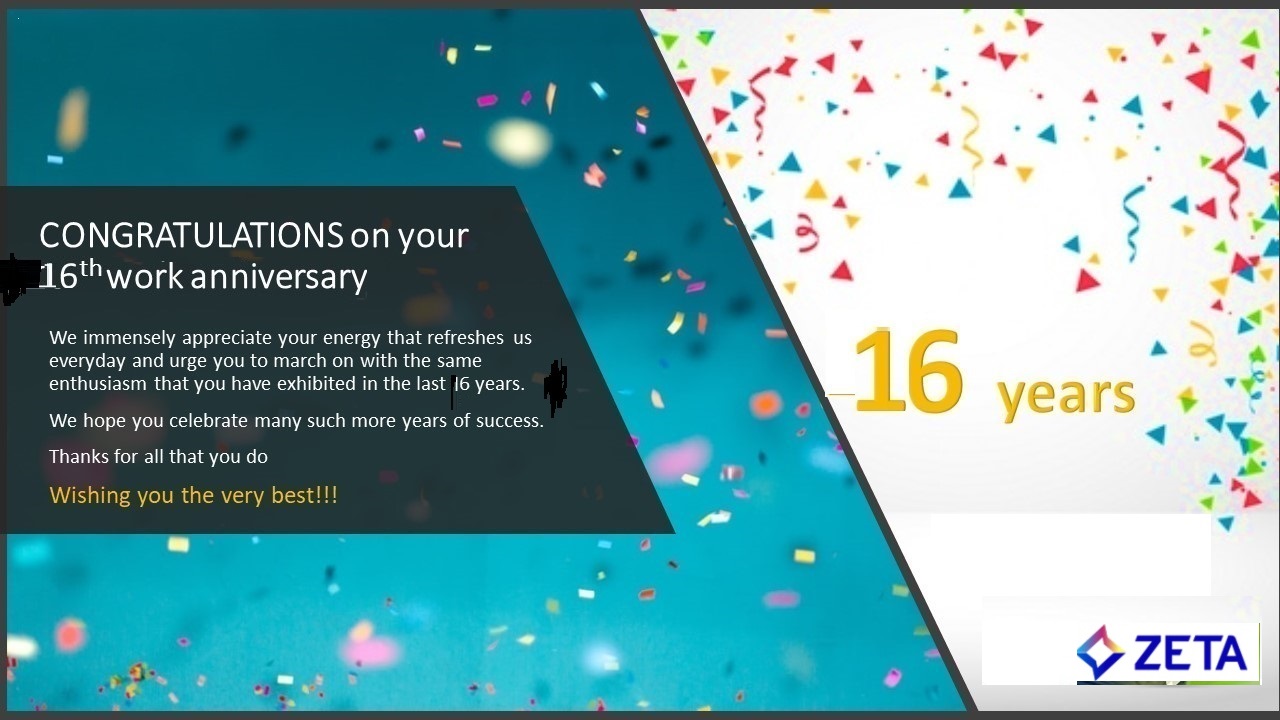 CONGRATULATIONS on your
16th work anniversary
We immensely appreciate your energy that refreshes us
everyday and urge you to march on with the same
enthusiasm that you have exhibited in the last 16 years.
We hope you celebrate many such more years of success.
Thanks for all that you do
Wishing you the very best!!!
16 years
ZETA